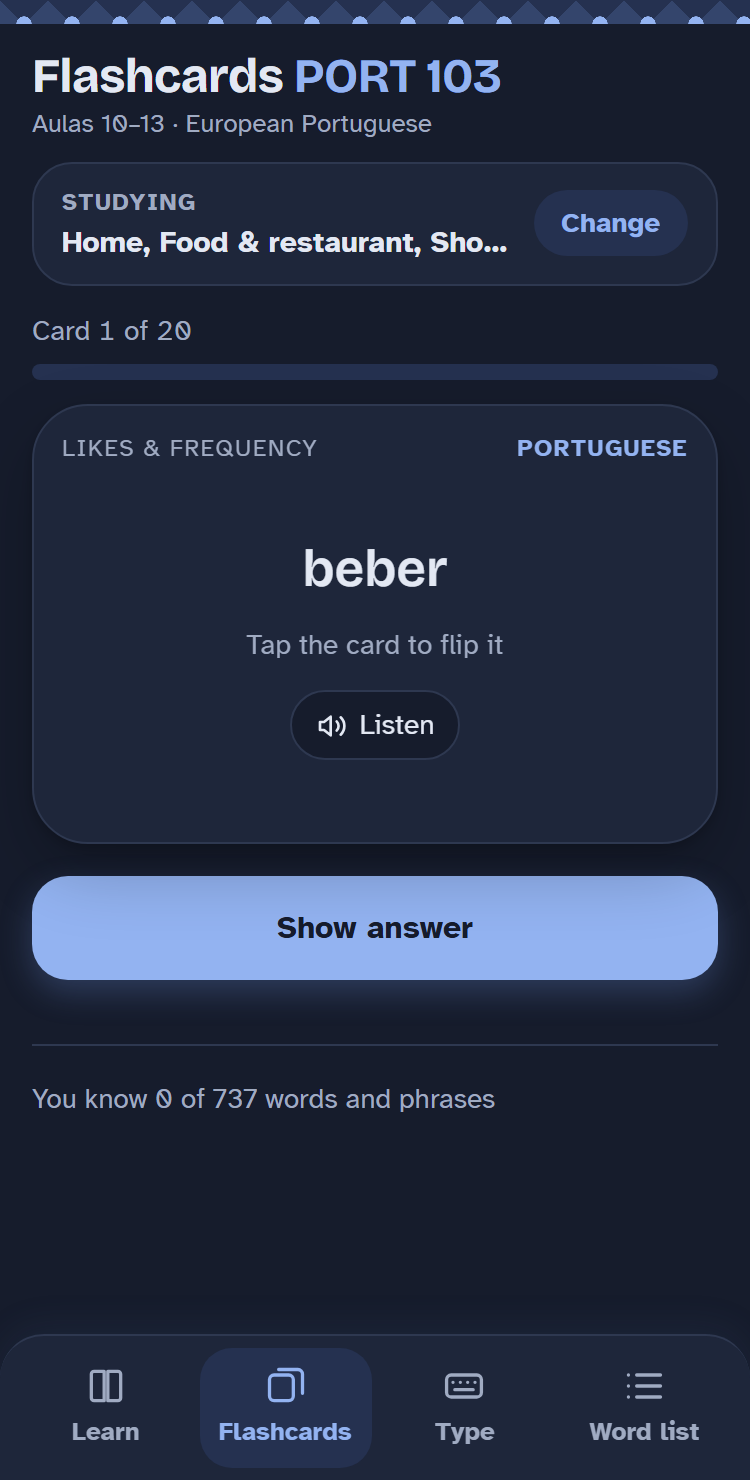 Flashcards PORT 103
Aulas 10–13 · European Portuguese
STUDYING
Home, Food & restaurant, Sho...
Change
Card 1 of 20
LIKES & FREQUENCY
PORTUGUESE
beber
Tap the card to flip it
Listen
Show answer
You know 0 of 737 words and phrases
Learn
Flashcards
Type
Word list